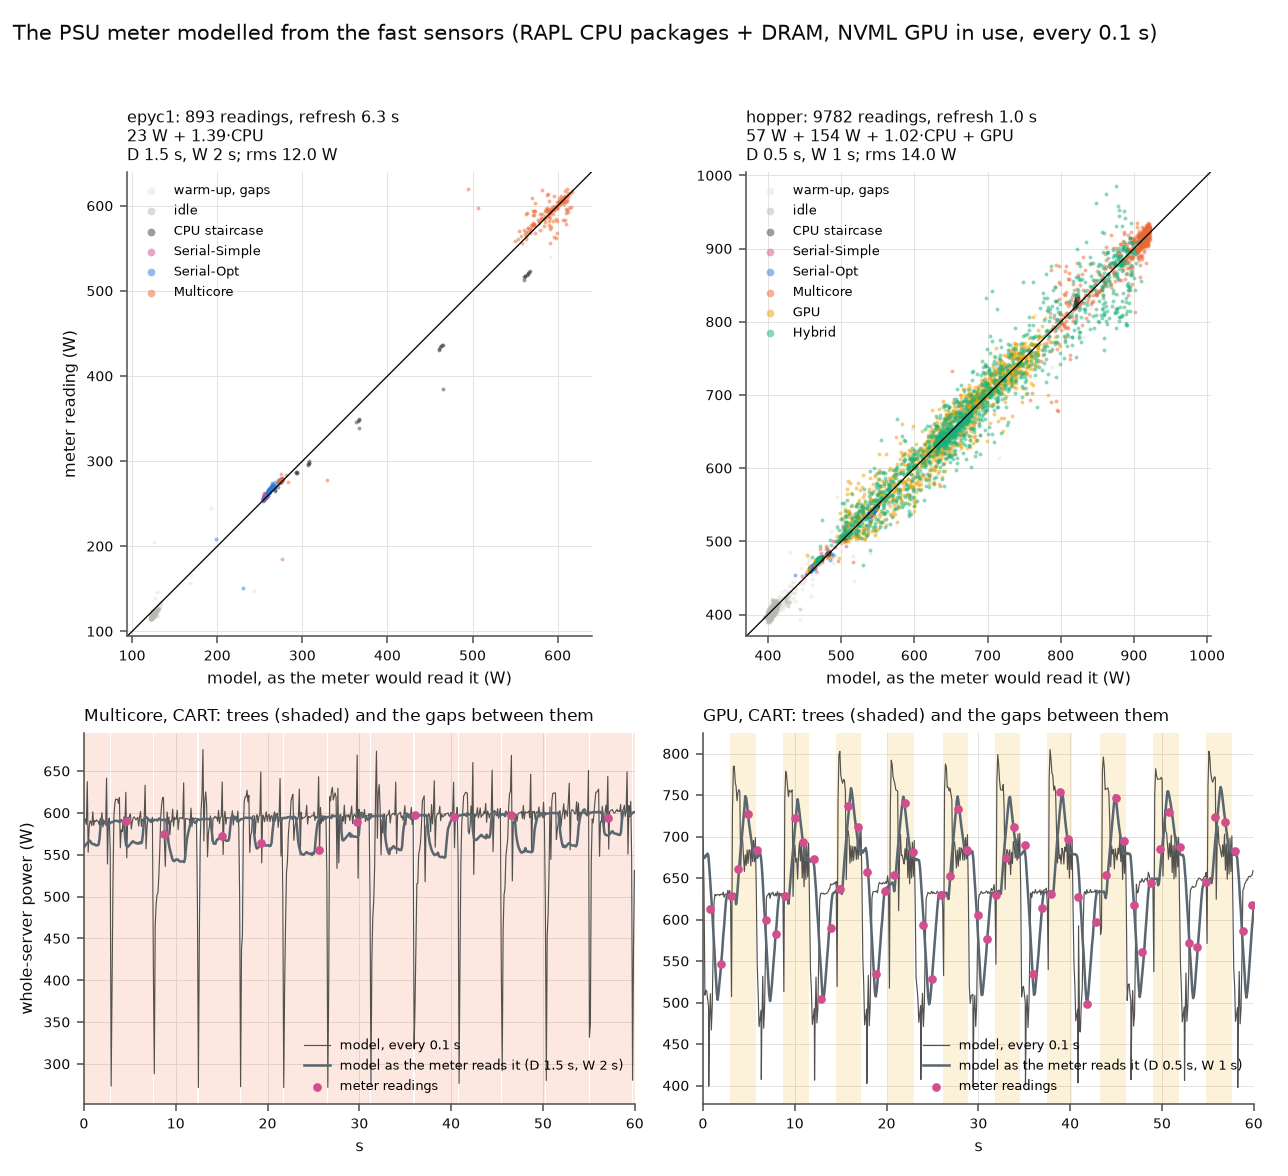 The PSU meter modelled from the fast sensors (RAPL CPU packages + DRAM, NVML GPU in use, every 0.1 s)
epyc1: 893 readings, refresh 6.3 s
23 W + 1.39·CPU
D 1.5 s, W 2 s; rms 12.0 W
warm-up, gaps
idle
CPU staircase
Serial-Simple
Serial-Opt
Multicore
600
500
400
300
200
100
meter reading (W)
100 200 300 400 500 600
model, as the meter would read it (W)
hopper: 9782 readings, refresh 1.0 s
57 W + 154 W + 1.02·CPU + GPU
D 0.5 s, W 1 s; rms 14.0 W
warm-up, gaps
idle
CPU staircase
Serial-Simple
Serial-Opt
Multicore
GPU
Hybrid
1000
900
800
700
600
500
400
400 500 600 700 800 900 1000
model, as the meter would read it (W)
Multicore, CART: trees (shaded) and the gaps between them
650
600
550
500
450
400
350
300
whole-server power (W)
model, every 0.1 s
model as the meter reads it (D 1.5 s, W 2 s)
meter readings
0 10 20 30 40 50 60
s
GPU, CART: trees (shaded) and the gaps between them
800
750
700
650
600
550
500
450
400
model, every 0.1 s
model as the meter reads it (D 0.5 s, W 1 s)
meter readings
0 10 20 30 40 50 60
s